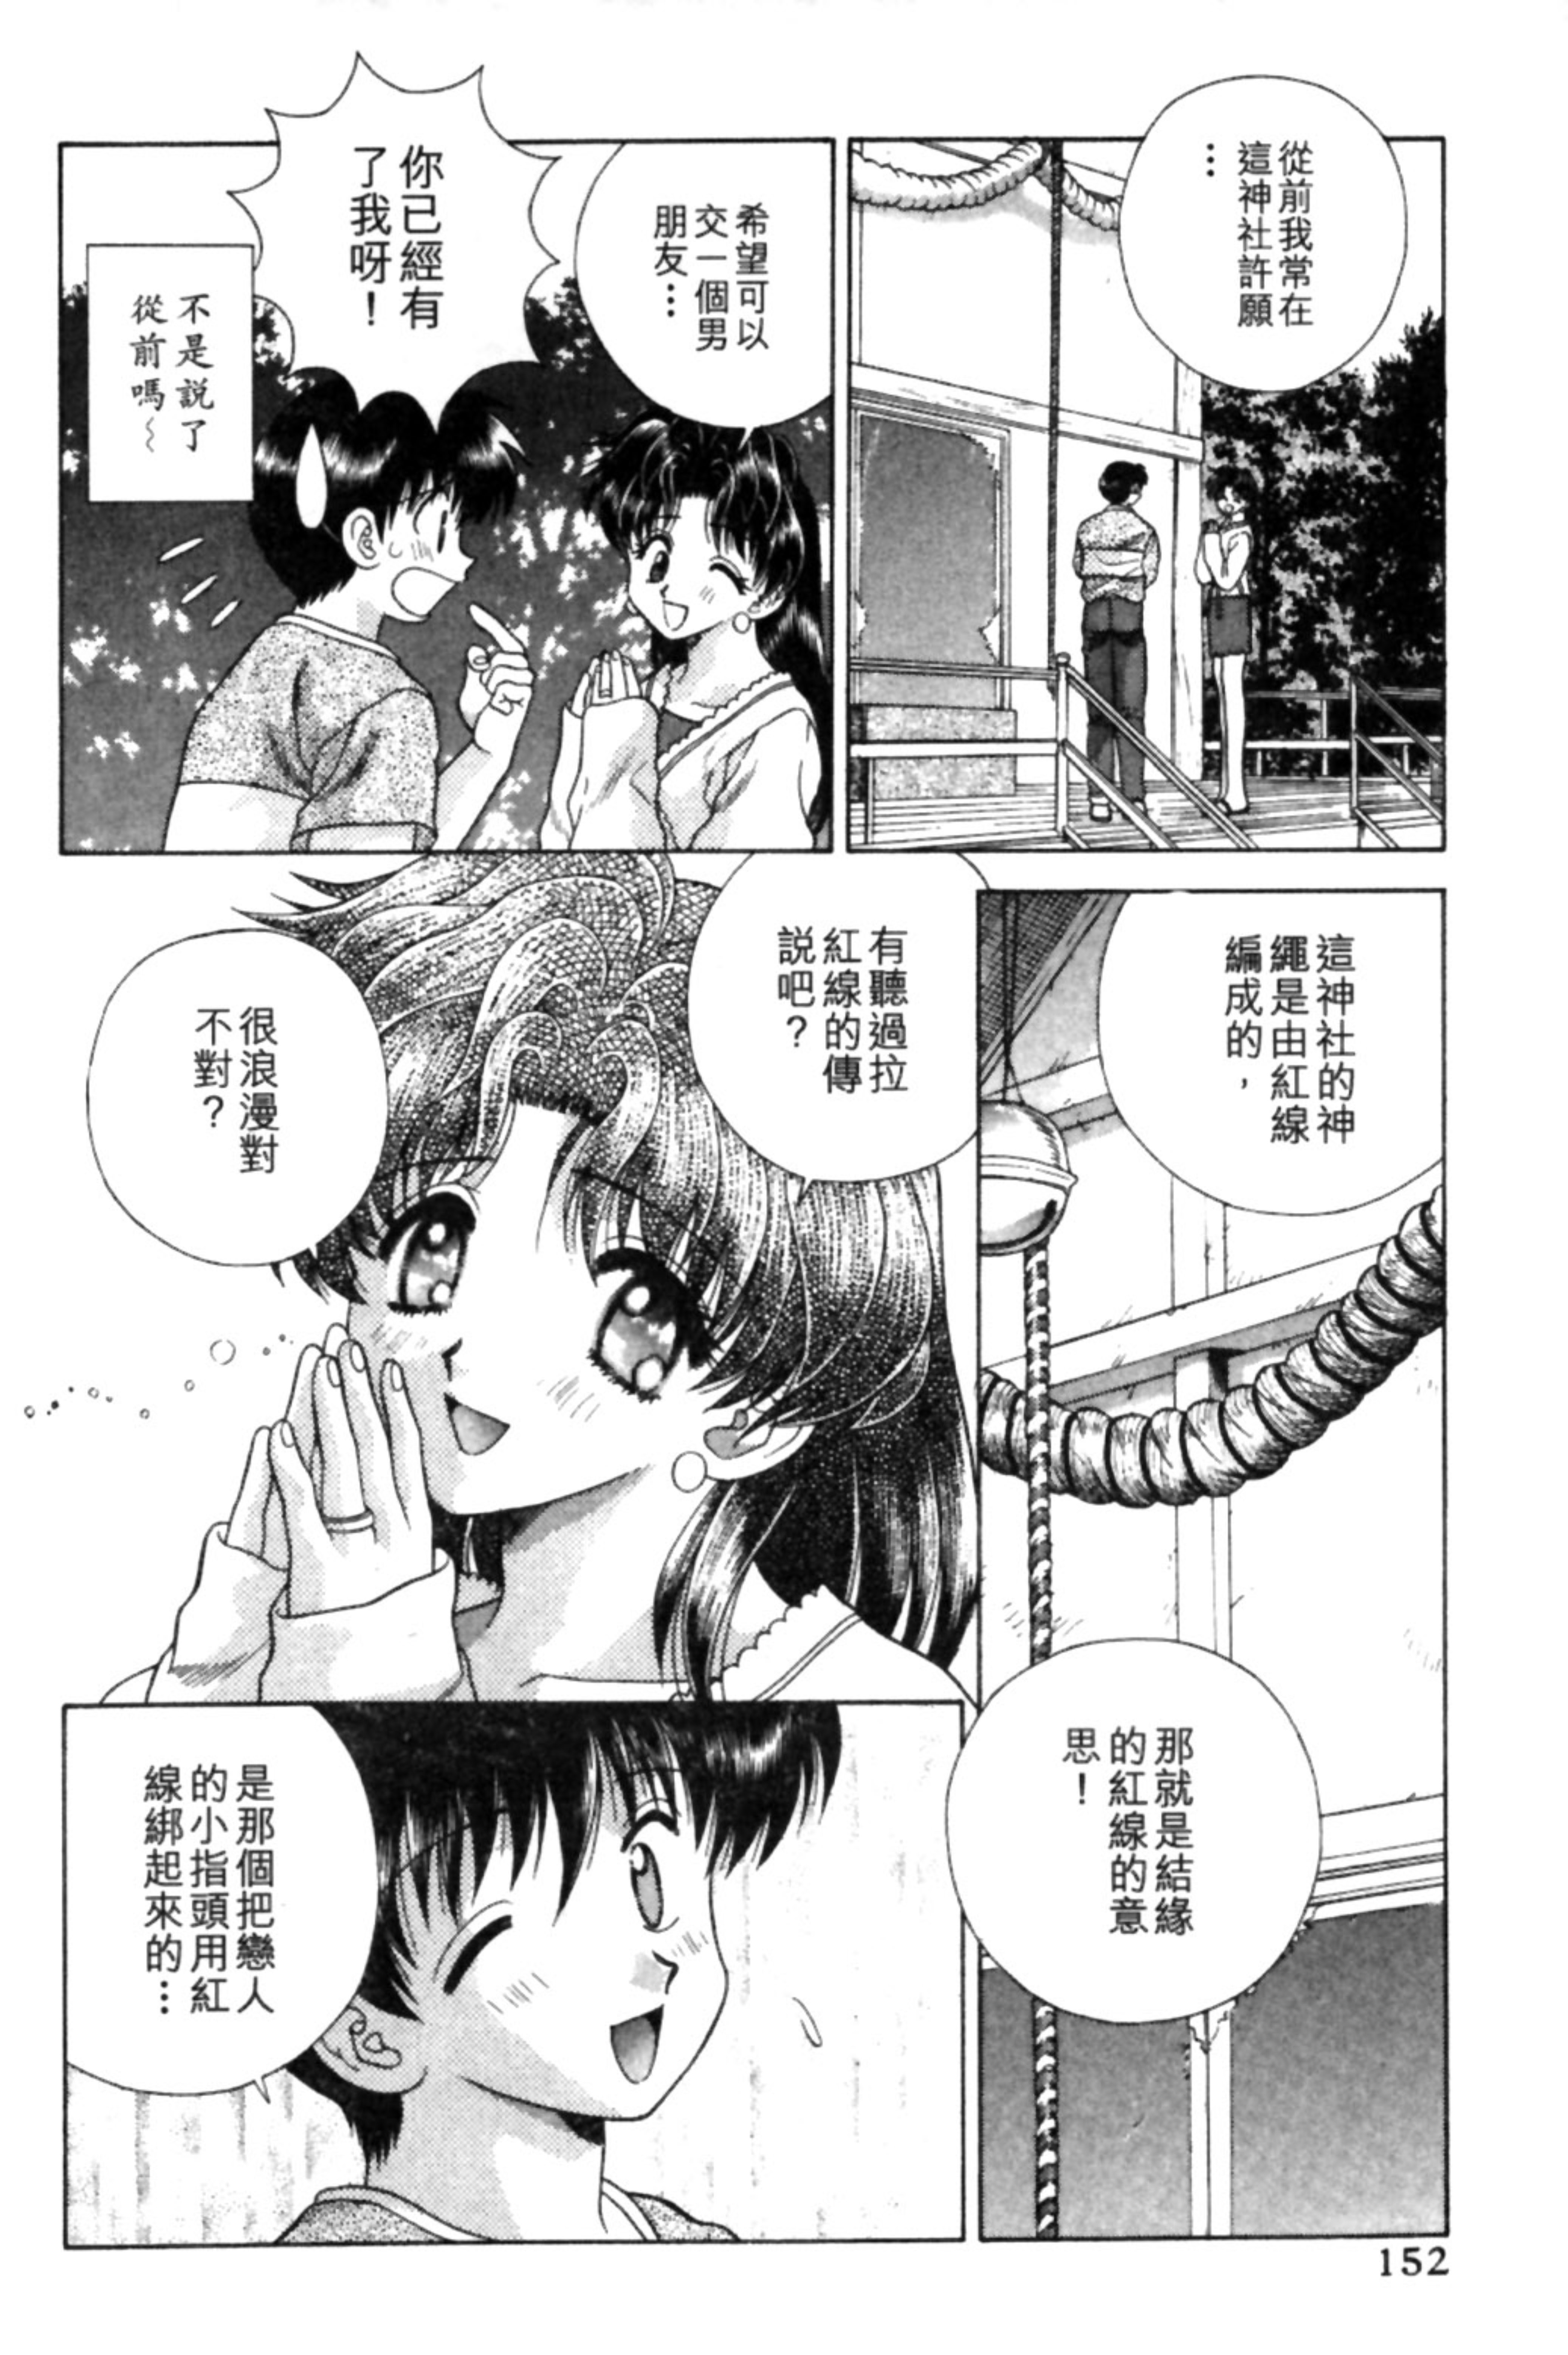 從前我常在
這神社許願
…
希望可以
交一個男
朋友…
你已經有
了我呀！
不是説了
從前嗎～
這神社的神
繩是由紅線
編成的，
那就是結緣
的紅線的意
思！
有聽過拉
紅線的傳
説吧？
很浪漫對
不對？
是那個把戀人
的小指頭用紅
線綁起來的…
152